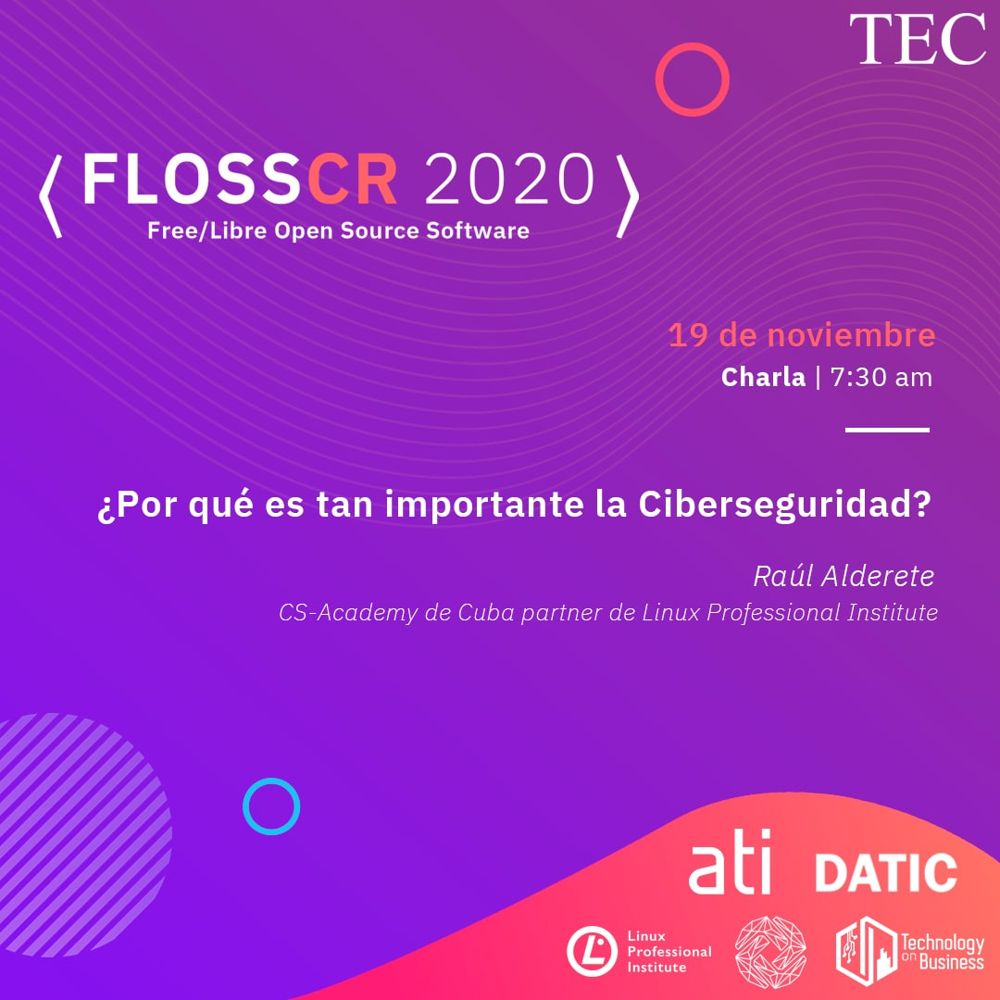 TEC
FLOSSCR 2020
Free/Libre Open Source Software
19 de noviembre
Charla | 7:30 am
¿Por qué es tan importante la Ciberseguridad?
Raúl Alderete
CS-Academy de Cuba partner de Linux Professional Institute
ati
DATIC
Linux
Professional
Institute
Technology
on Business